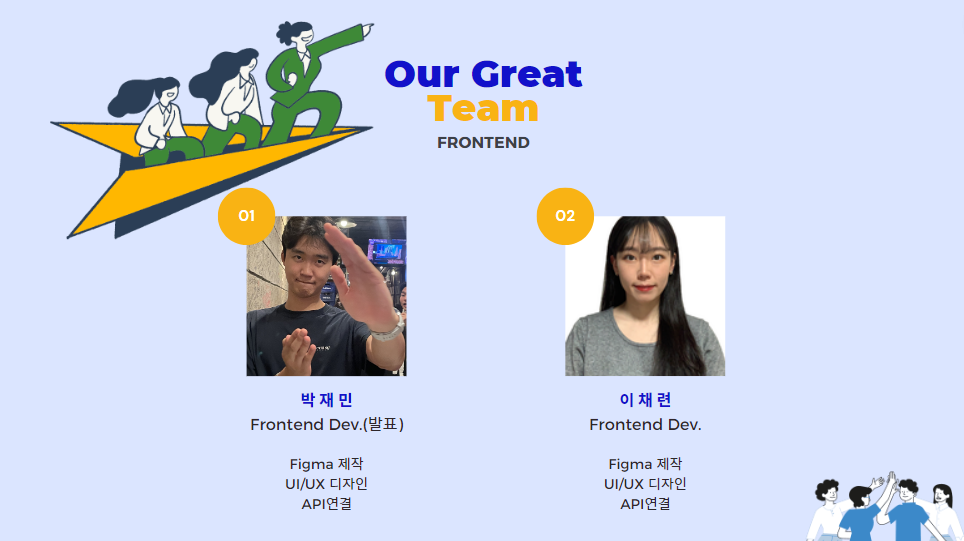 Our Great
Team
FRONTEND
01
02
박 재 민
이 채 련
Frontend Dev.(발표)
Frontend Dev.
Figma 제작
UI/UX 디자인
API연결
Figma 제작
UI/UX 디자인
API연결